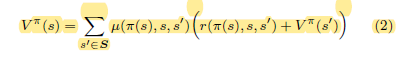 V^π(s) = ∑_{s'∈S} μ(π(s), s, s')(r(π(s), s, s') + V^π(s')) (2)